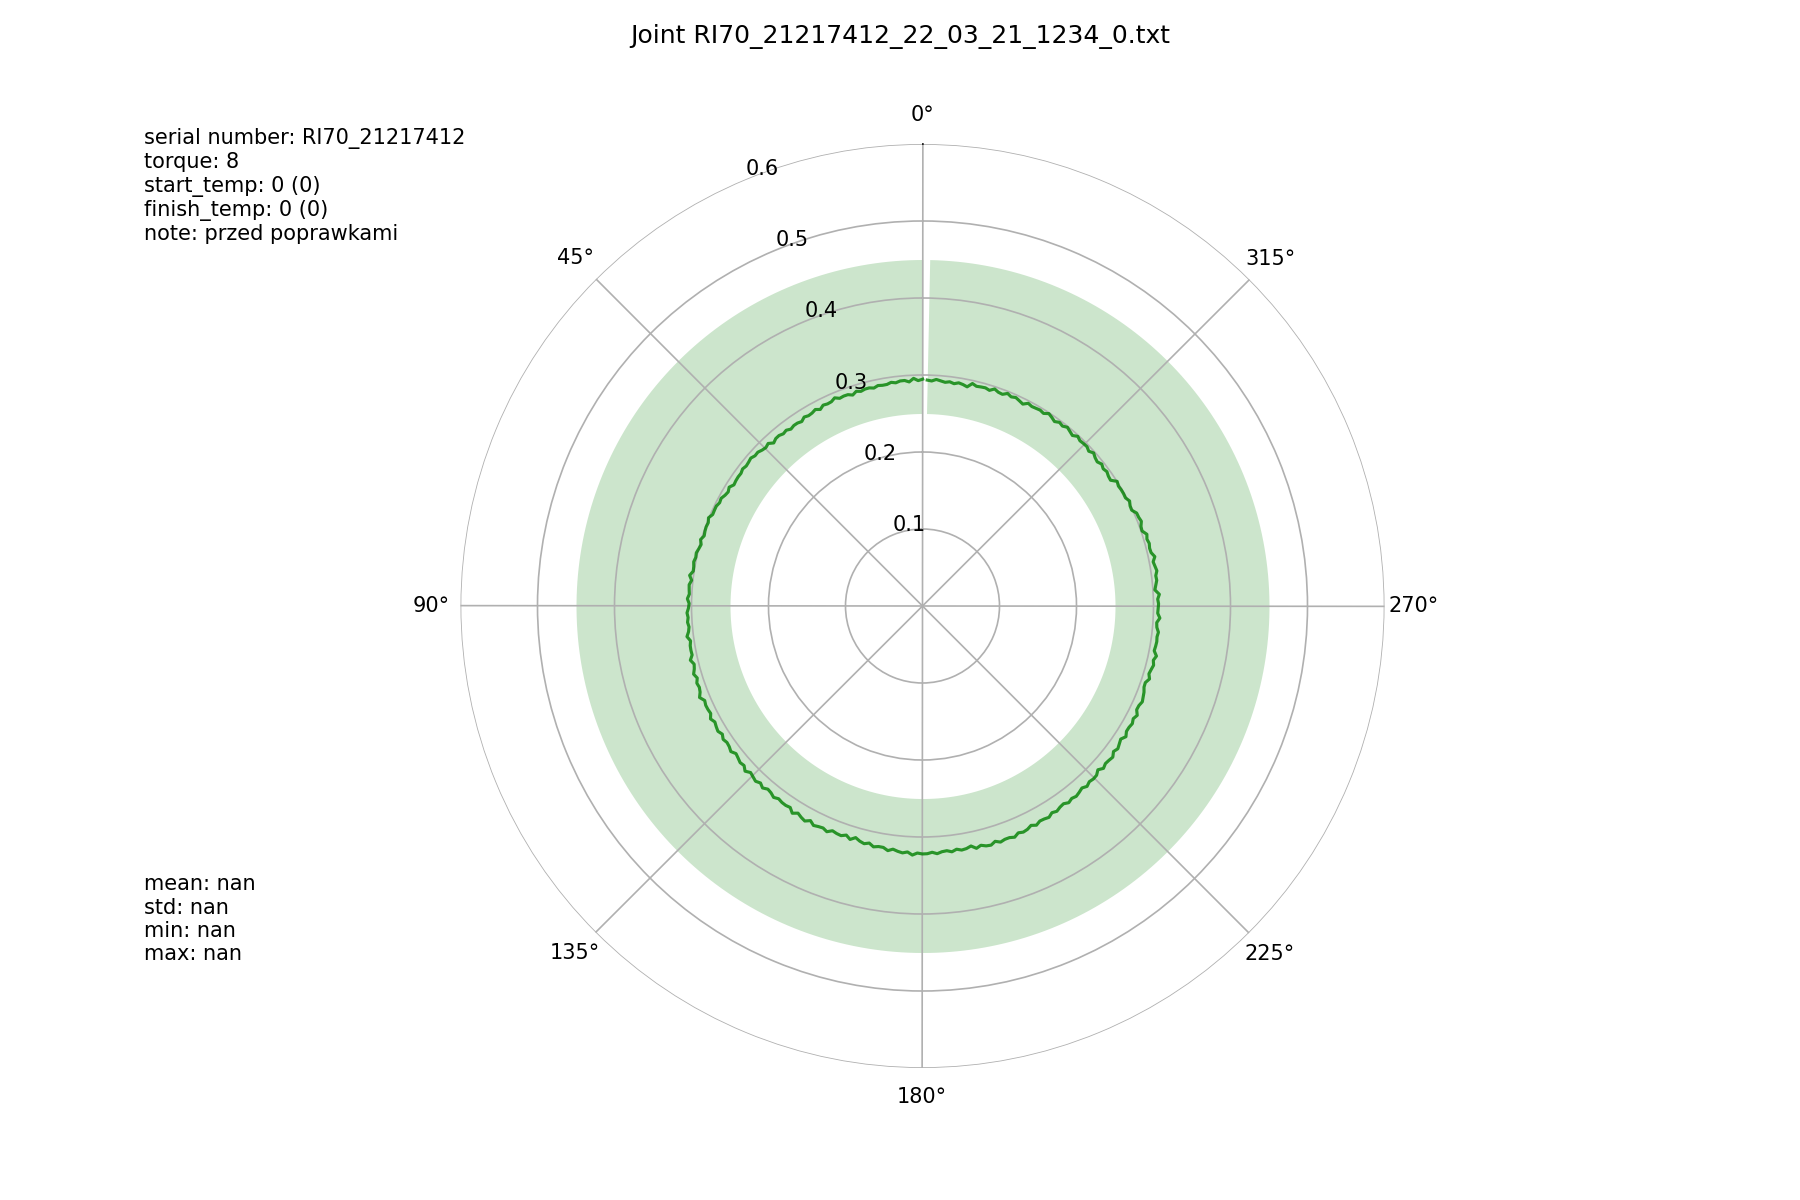 Joint RI70_21217412_22_03_21_1234_0.txt
serial number: RI70_21217412
torque: 8
start_temp: 0 (0)
finish_temp: 0 (0)
note: przed poprawkami
0°
0.6
0.5
45°
315°
0.4
0.3
0.2
0.1
90°
270°
mean: nan
std: nan
min: nan
max: nan
135°
225°
180°